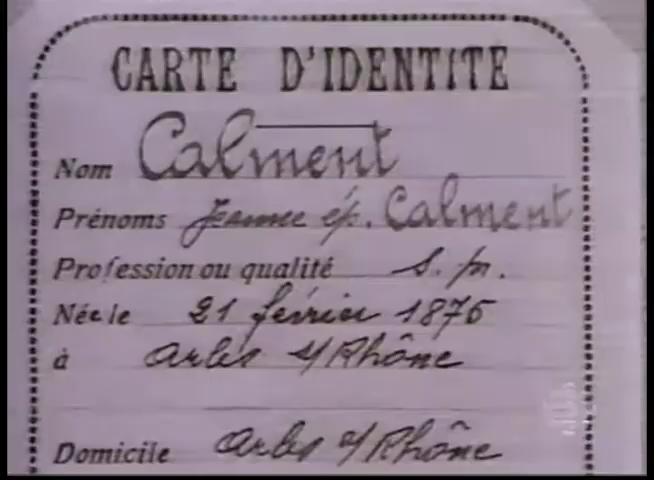 CARTE D'IDENTITE
Nom Calment
Prénoms Jeanne ép. Calment
Profession ou qualité s. pr.
Née le 21 février 1875
à Arles s/Rhône
Domicile Arles s/Rhône